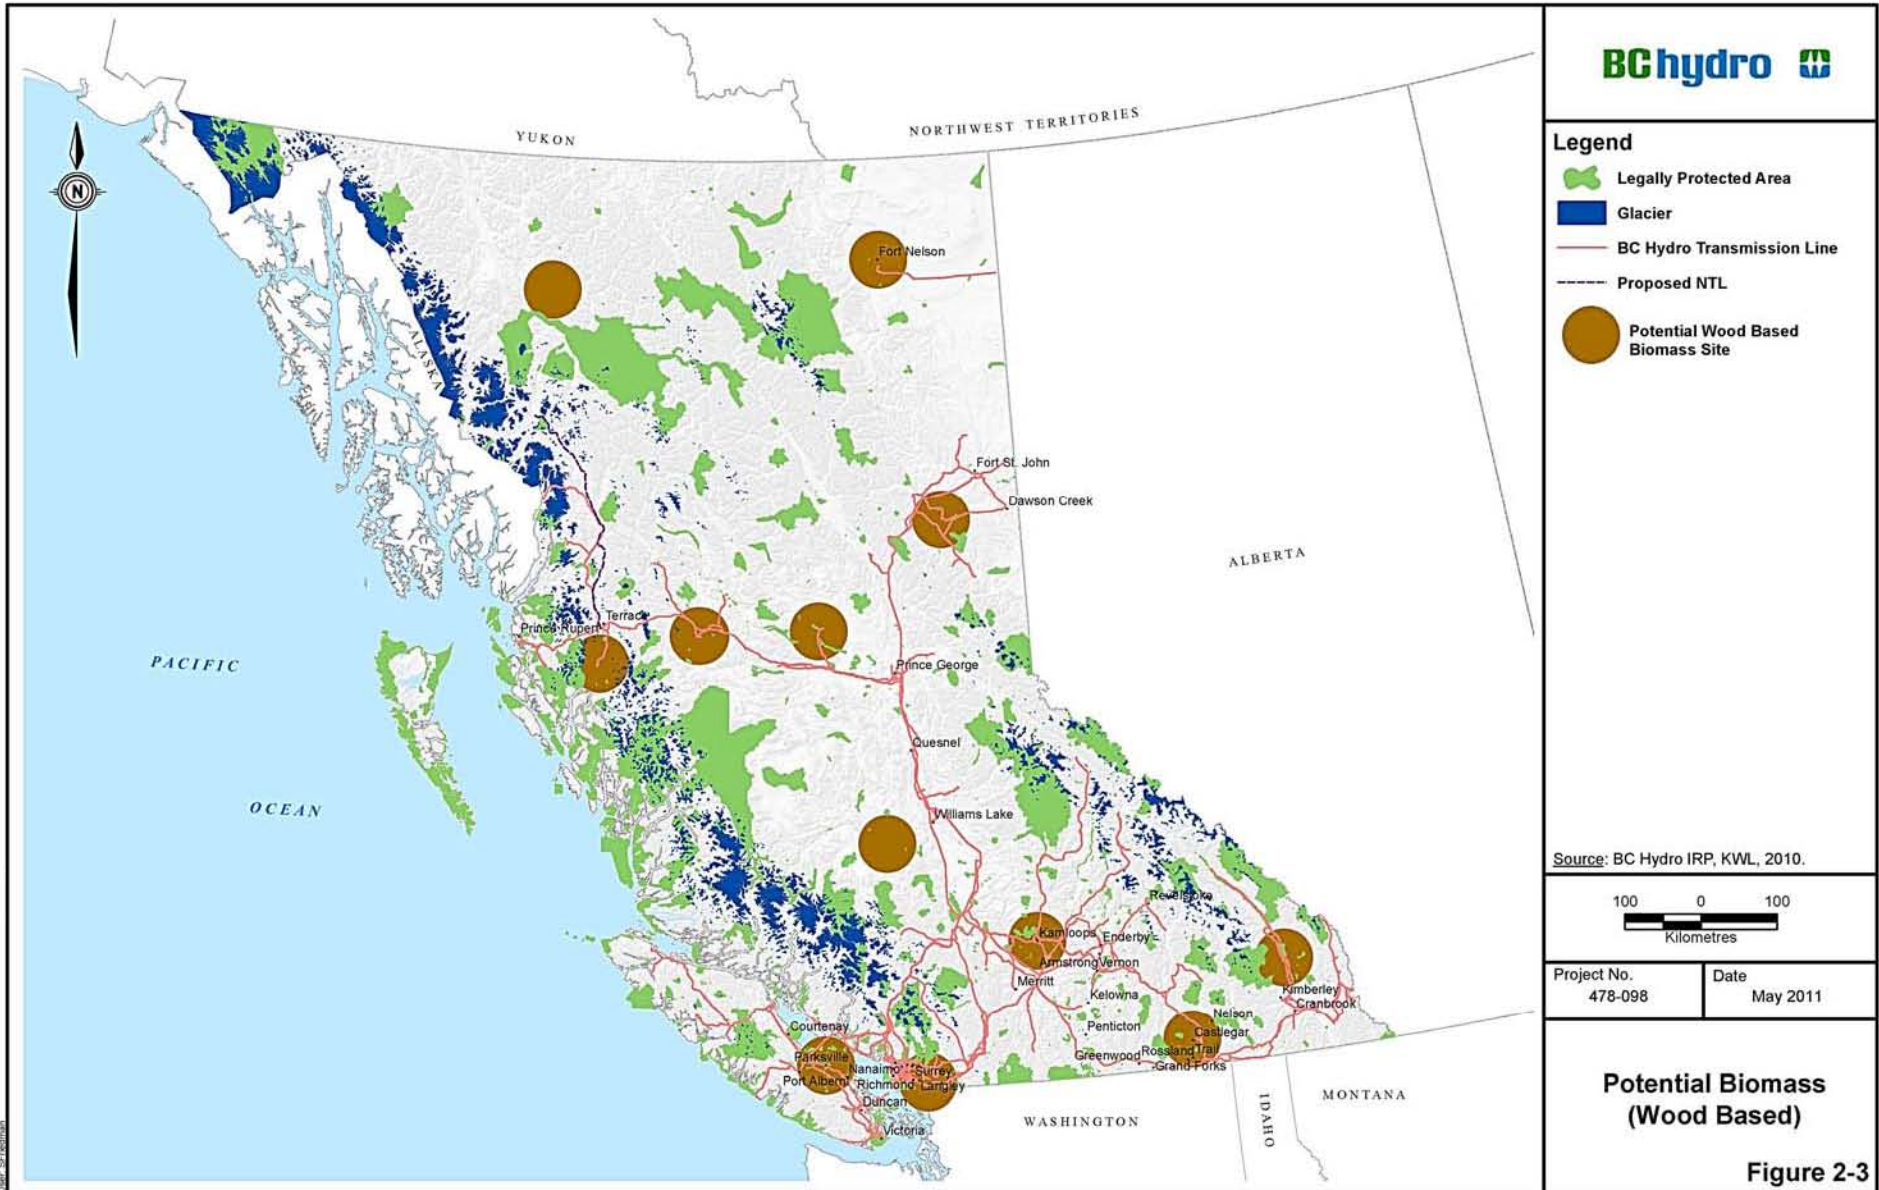 YUKON
NORTHWEST TERRITORIES
N
Fort Nelson
ALASKA
Fort St. John
Dawson Creek
ALBERTA
Terrace
Prince Rupert
PACIFIC
Prince George
Quesnel
OCEAN
Williams Lake
Revelstoke
Kamloops
Enderby
Armstrong
Vernon
Merritt
Kelowna
Kimberley
Cranbrook
Nelson
Penticton
Castlegar
Courtenay
Greenwood
Rossland
Trail
Grand Forks
Parksville
Nanaimo
Surrey
Port Alberni
Richmond
Langley
Duncan
Victoria
WASHINGTON
IDAHO
MONTANA
BC hydro
Legend
Legally Protected Area
Glacier
BC Hydro Transmission Line
Proposed NTL
Potential Wood Based
Biomass Site
Source: BC Hydro IRP, KWL, 2010.
100 0 100
Kilometres
Project No.
478-098
Date
May 2011
Potential Biomass
(Wood Based)
Figure 2-3